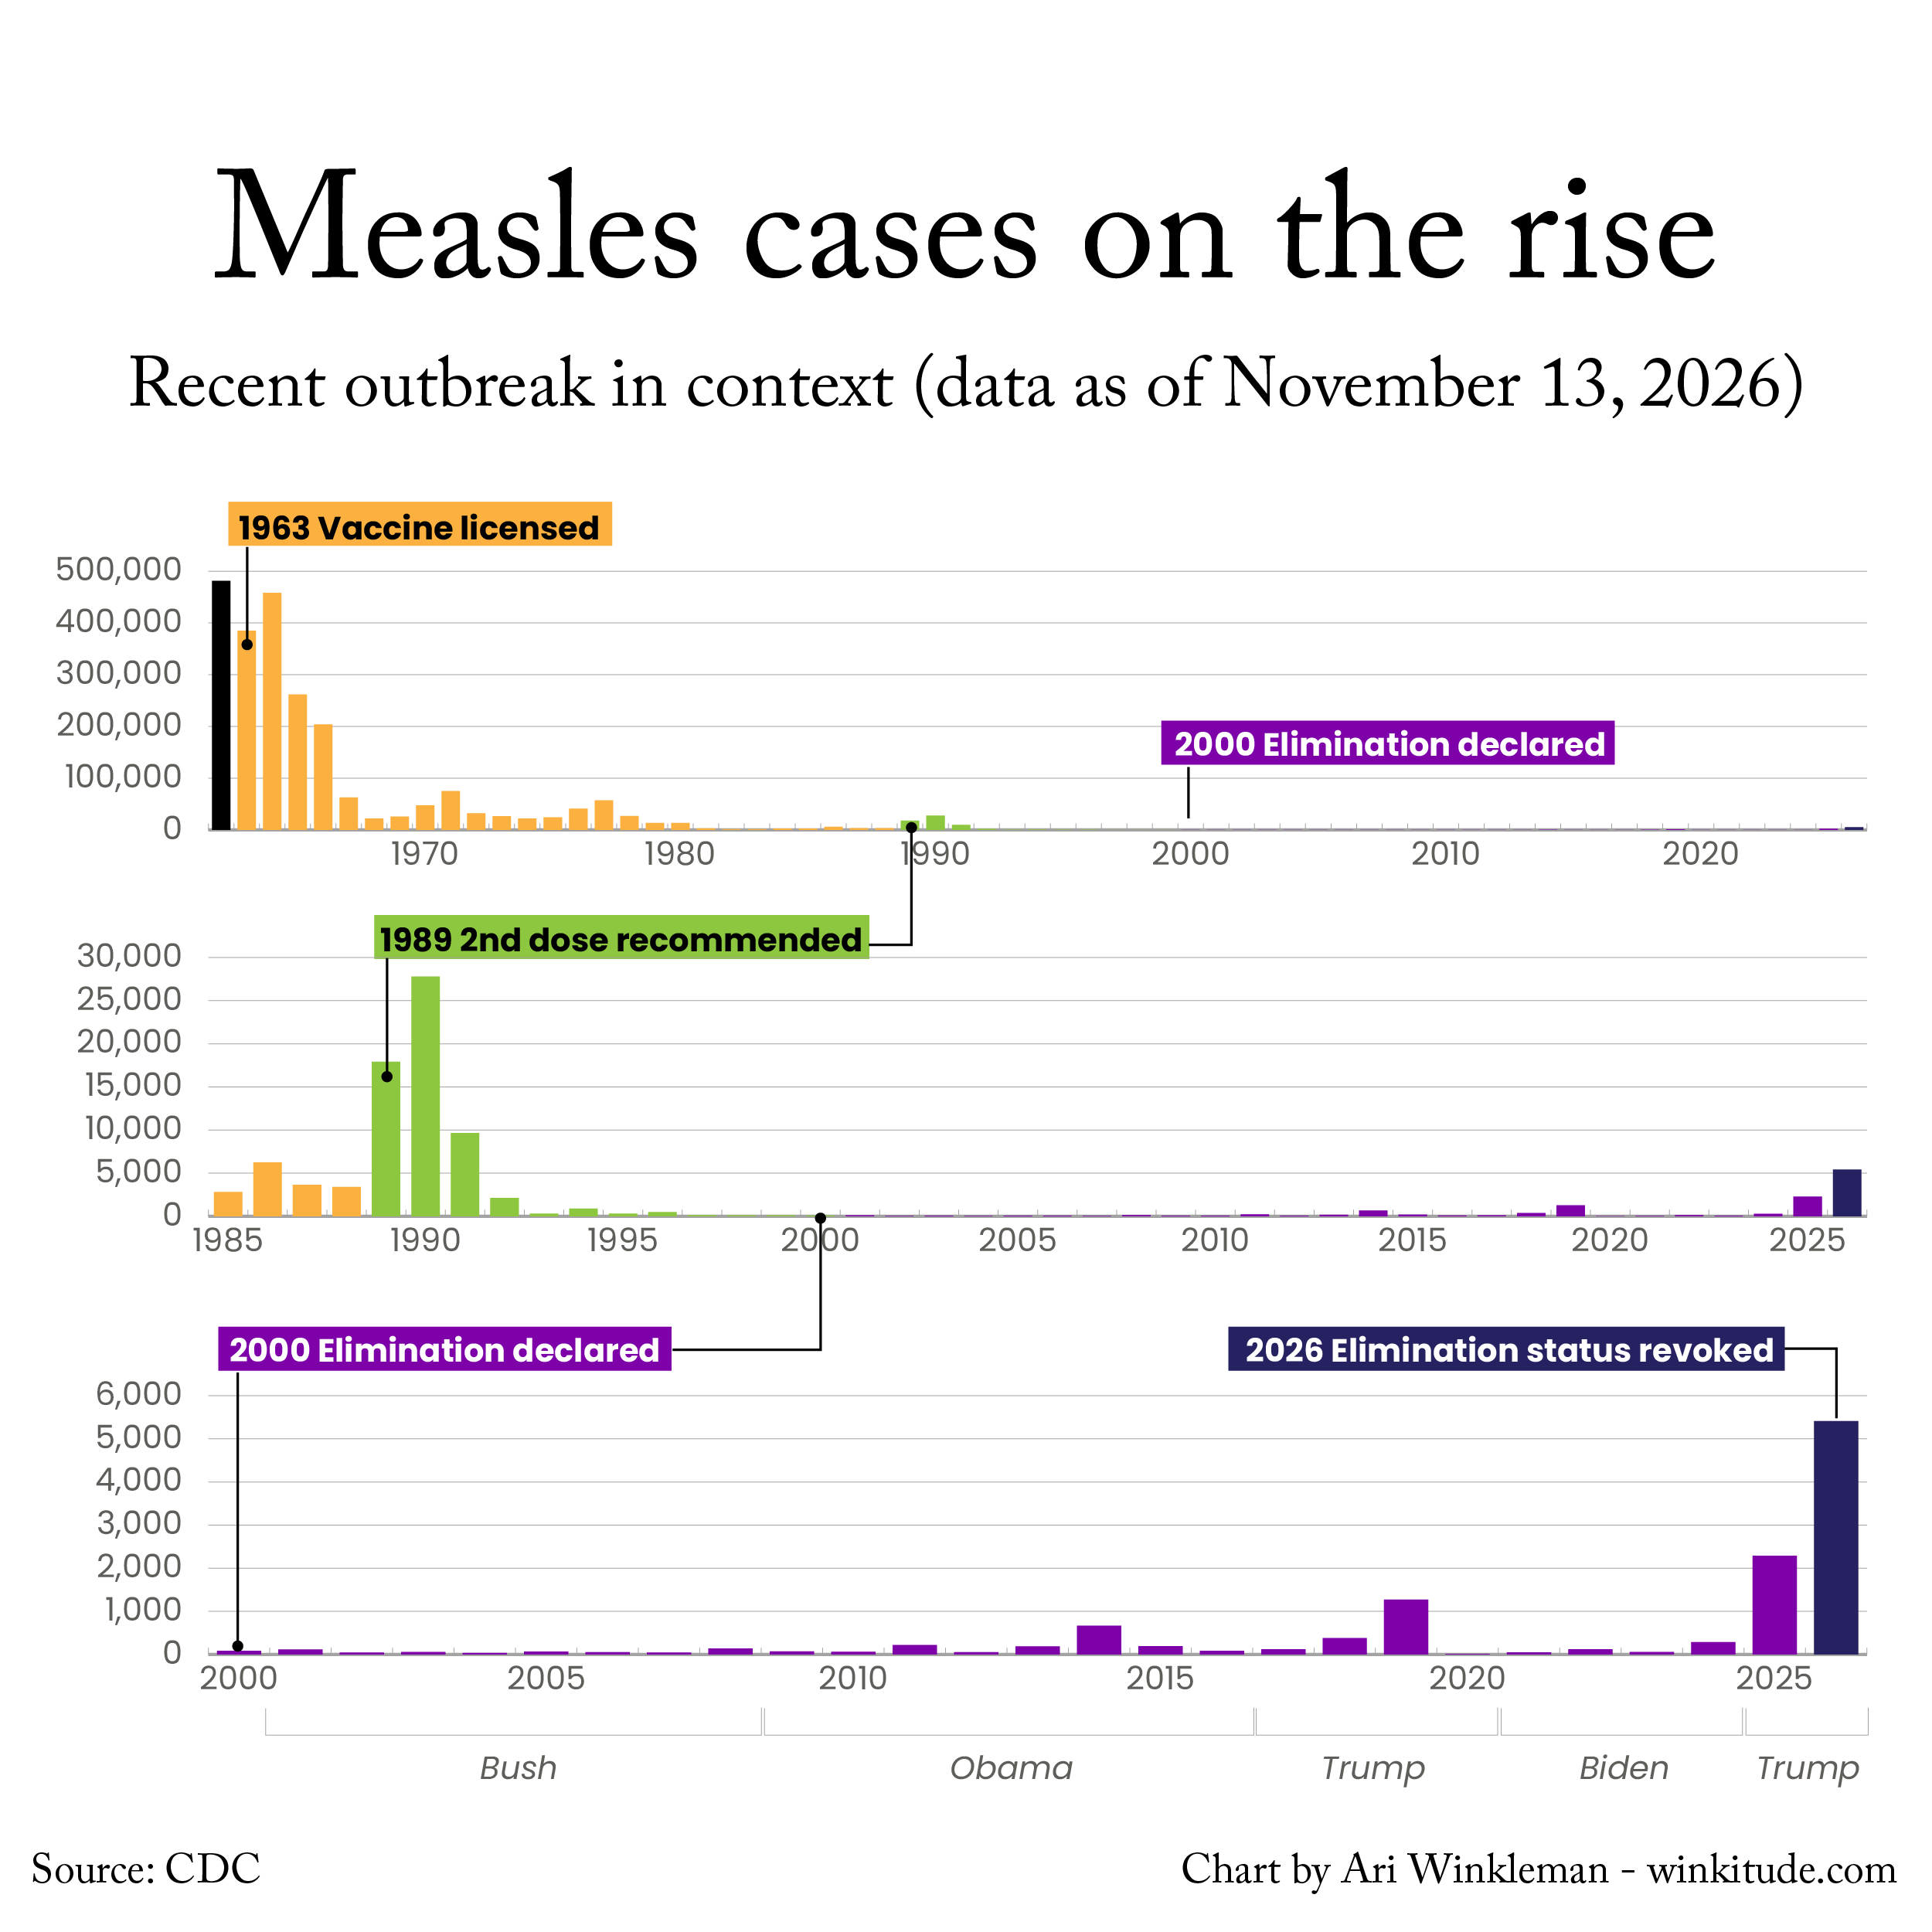 Measles cases on the rise
Recent outbreak in context (data as of November 13, 2026)
1963 Vaccine licensed
500,000
400,000
300,000
200,000
100,000
0
2000 Elimination declared
1970 1980 1990 2000 2010 2020
1989 2nd dose recommended
30,000
25,000
20,000
15,000
10,000
5,000
0
1985 1990 1995 2000 2005 2010 2015 2020 2025
2000 Elimination declared
2026 Elimination status revoked
6,000
5,000
4,000
3,000
2,000
1,000
0
2000 2005 2010 2015 2020 2025
Bush Obama Trump Biden Trump
Source: CDC
Chart by Ari Winkleman - winkitude.com